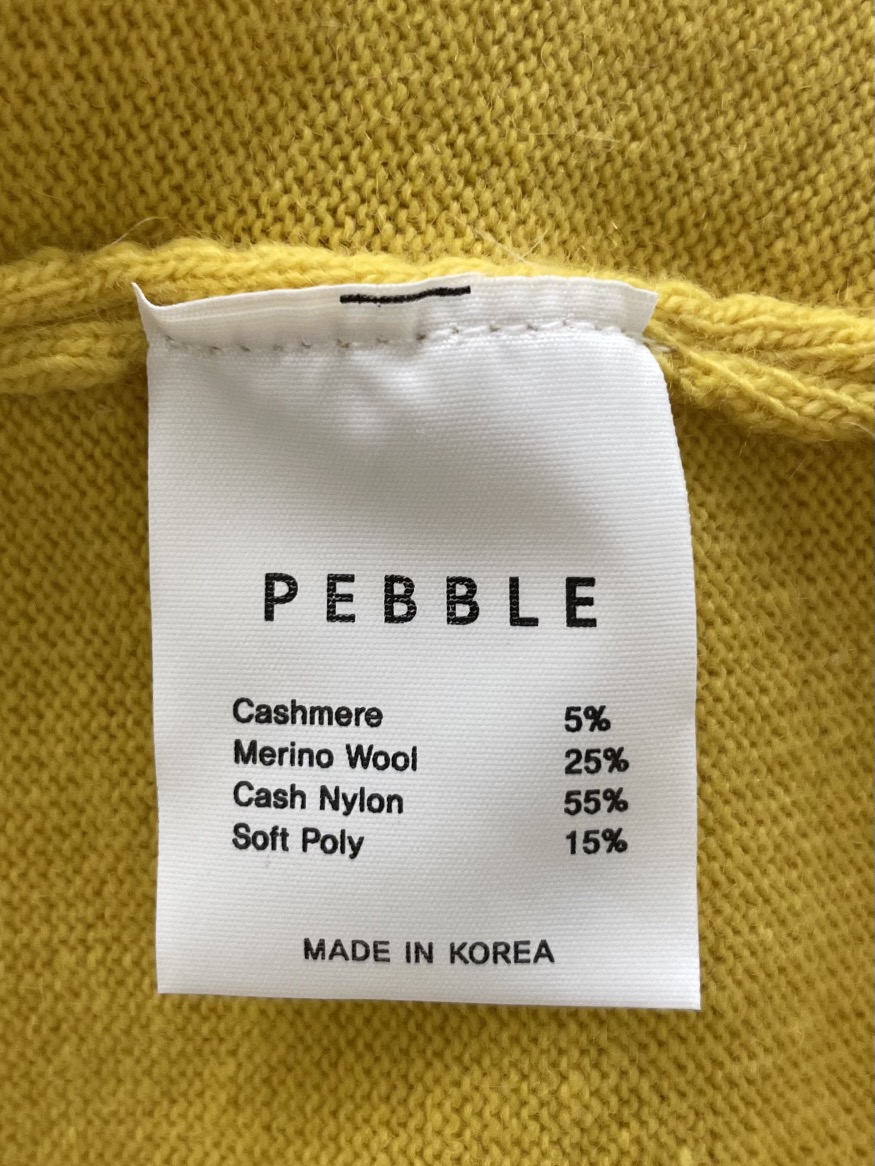 PEBBLE
Cashmere 5%
Merino Wool 25%
Cash Nylon 55%
Soft Poly 15%
MADE IN KOREA